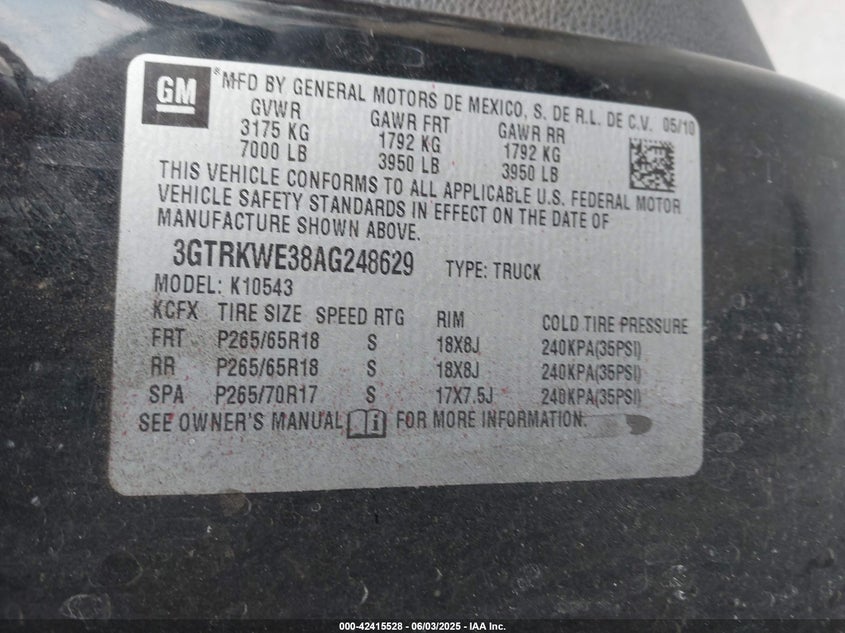 GM
*MFD BY GENERAL MOTORS DE MEXICO, S. DE R.L. DE C.V. 05/10
GVWR GAWR FRT GAWR RR
3175 KG 1792 KG 1792 KG
7000 LB 3950 LB 3950 LB
THIS VEHICLE CONFORMS TO ALL APPLICABLE U.S. FEDERAL MOTOR
VEHICLE SAFETY STANDARDS IN EFFECT ON THE DATE OF
MANUFACTURE SHOWN ABOVE.
3GTRKWE38AG248629 TYPE: TRUCK
MODEL: K10543
KCFX TIRE SIZE SPEED RTG RIM COLD TIRE PRESSURE
FRT P265/65R18 S 18X8J 240KPA(35PSI)
RR P265/65R18 S 18X8J 240KPA(35PSI)
SPA P265/70R17 S 17X7.5J 240KPA(35PSI)
SEE OWNER'S MANUAL i FOR MORE INFORMATION.
000-42415528 - 06/03/2025 - IAA Inc.